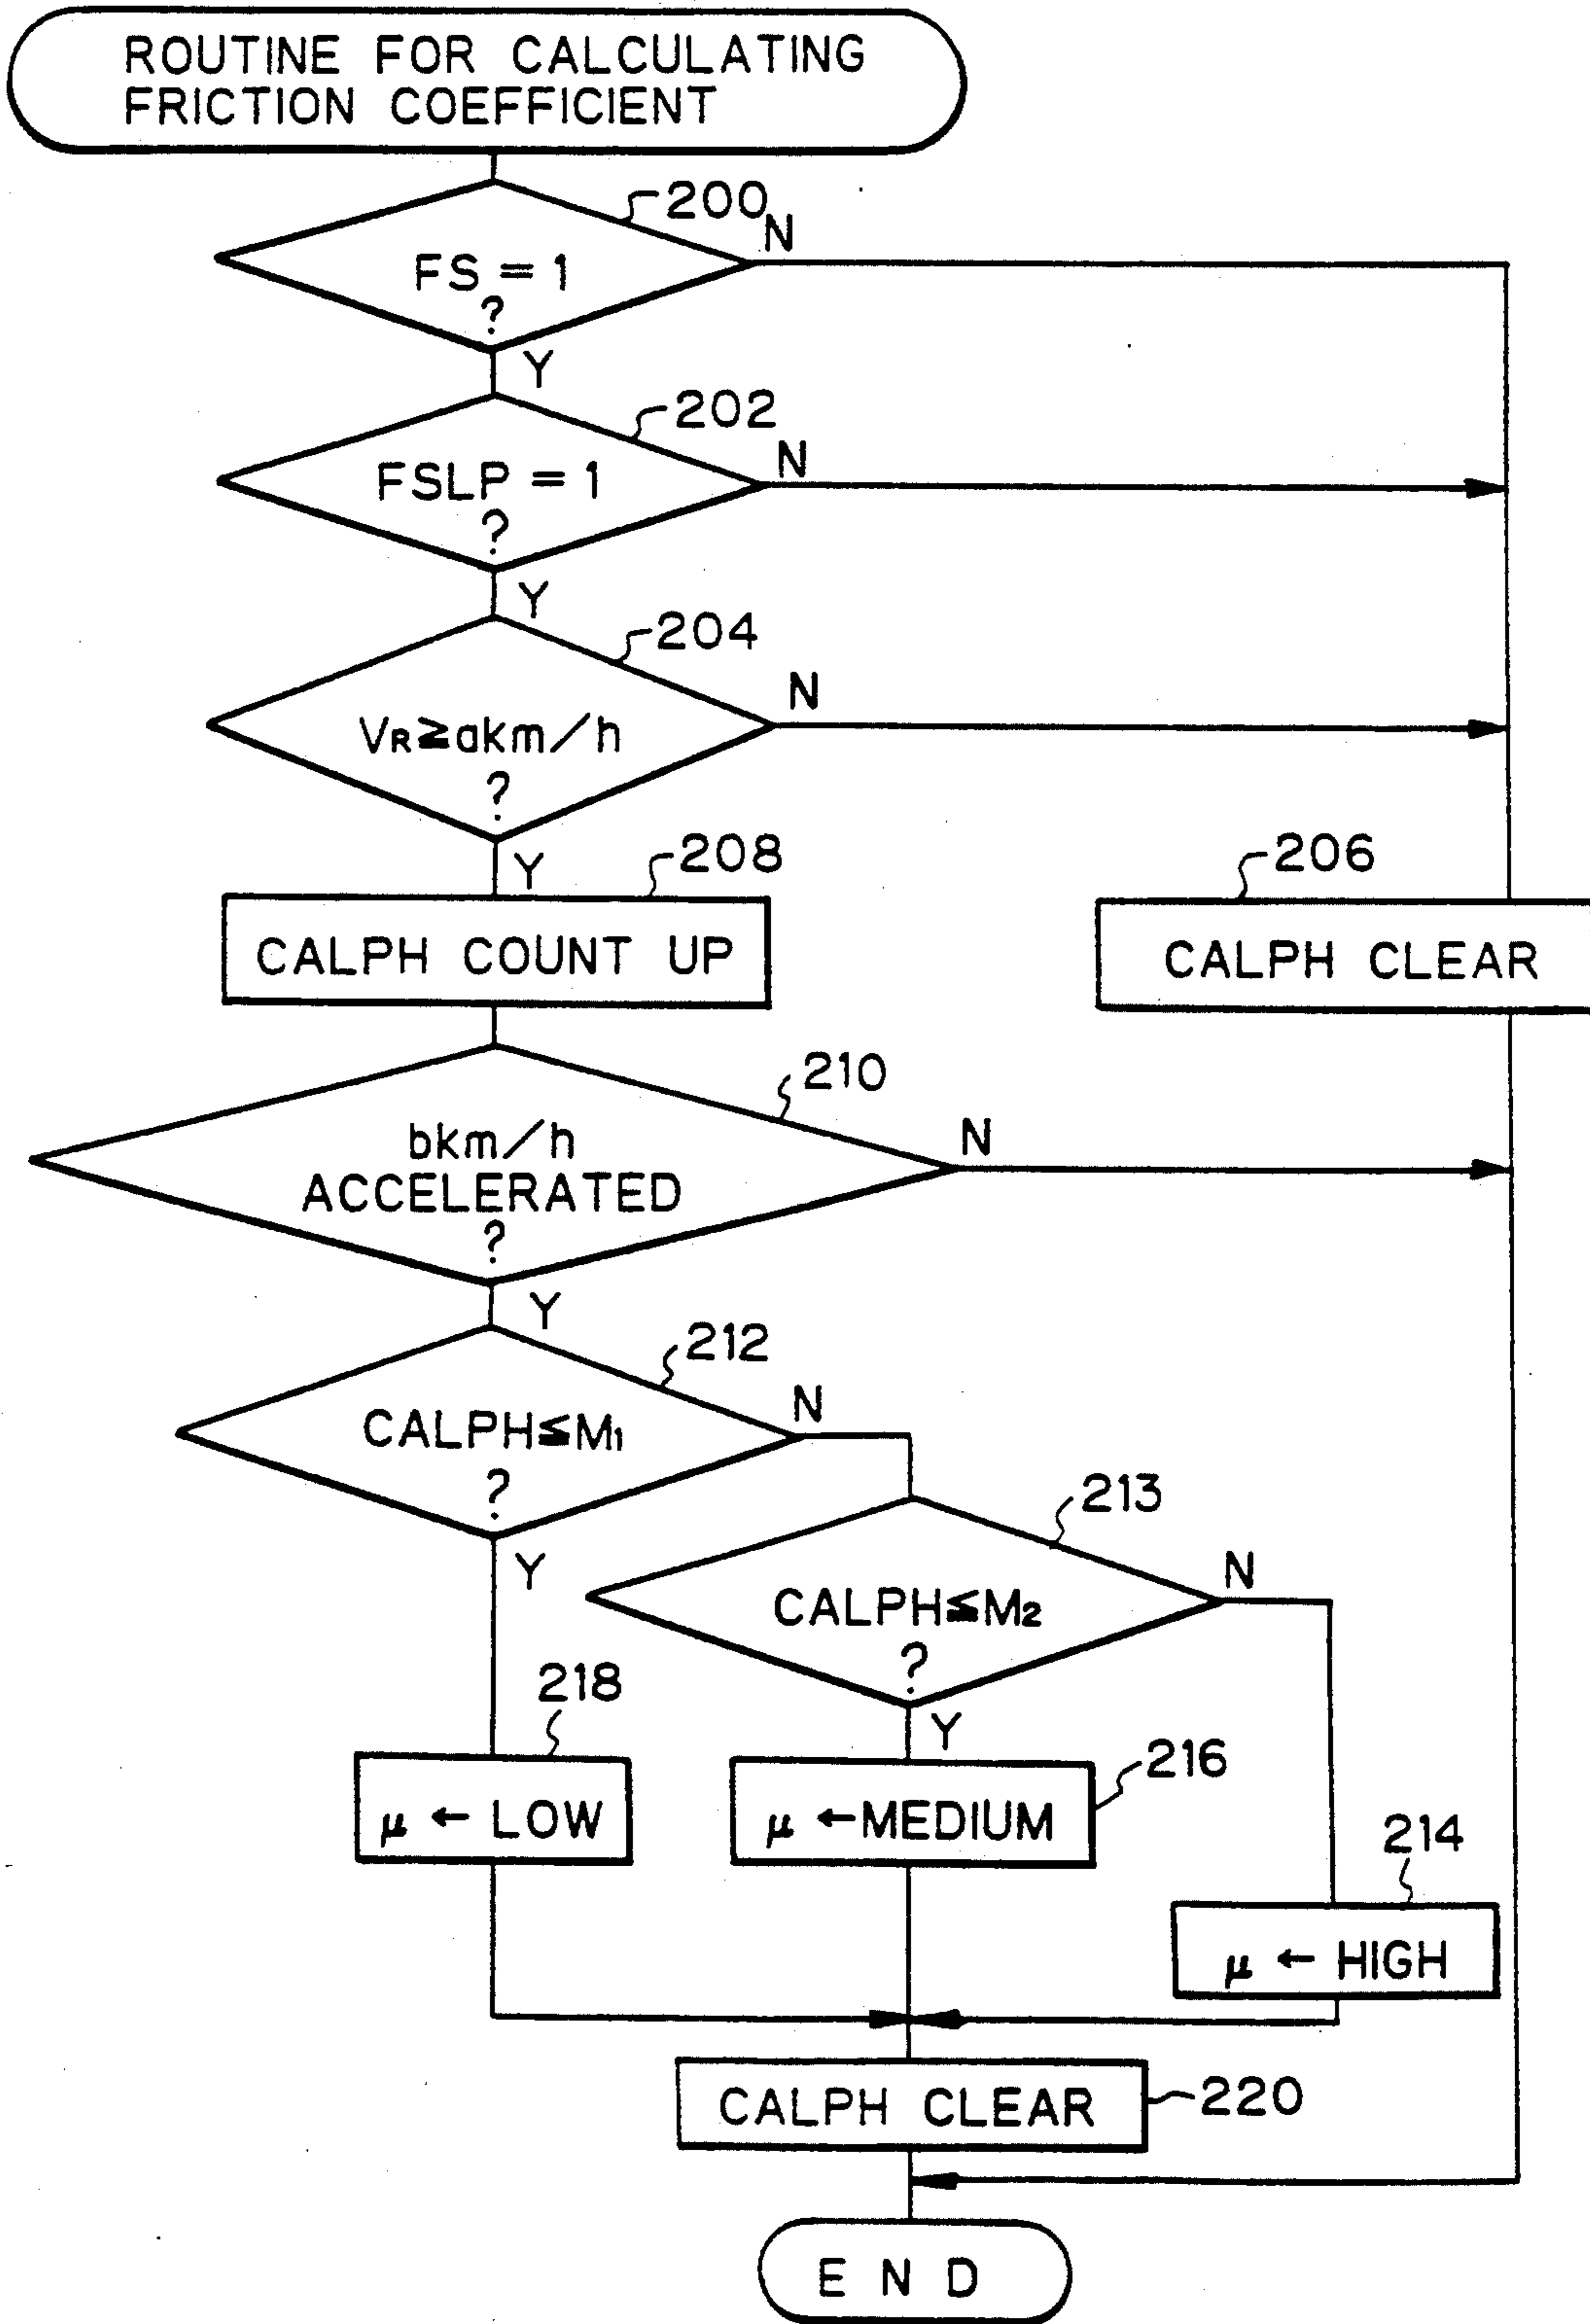 ROUTINE FOR CALCULATING
FRICTION COEFFICIENT
200
N
FS = 1
?
Y
202
N
FSLP = 1
?
Y
204
N
VR≧akm/h
?
Y
208
206
CALPH COUNT UP
CALPH CLEAR
210
N
bkm/h
ACCELERATED
?
Y
212
N
CALPH≦M1
?
Y
213
N
CALPH≦M2
?
Y
218
216
μ ← LOW
μ ←MEDIUM
214
μ ← HIGH
CALPH CLEAR
220
E N D